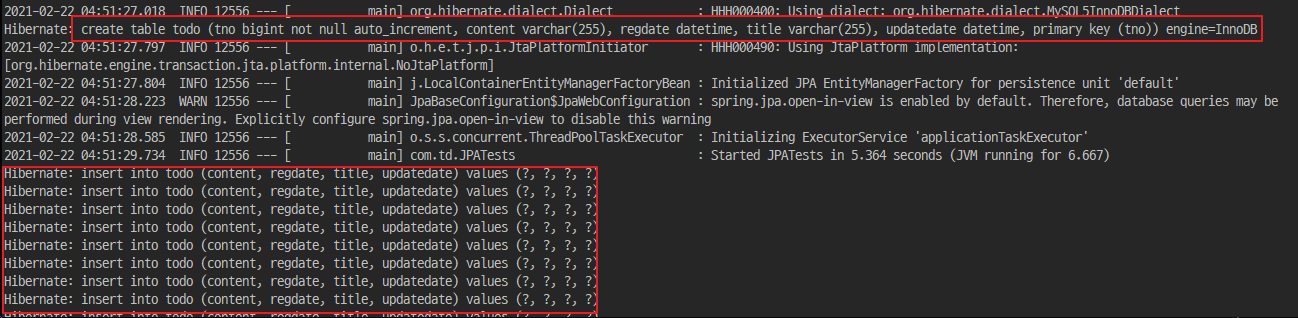 2021-02-22 04:51:27.018  INFO 12556 --- [           main] org.hibernate.dialect.Dialect            : HHH000400: Using dialect: org.hibernate.dialect.MySQL5InnoDBDialect
Hibernate: create table todo (tno bigint not null auto_increment, content varchar(255), regdate datetime, title varchar(255), updatedate datetime, primary key (tno)) engine=InnoDB
2021-02-22 04:51:27.797  INFO 12556 --- [           main] o.h.e.t.j.p.i.JtaPlatformInitiator       : HHH000490: Using JtaPlatform implementation:
[org.hibernate.engine.transaction.jta.platform.internal.NoJtaPlatform]
2021-02-22 04:51:27.804  INFO 12556 --- [           main] j.LocalContainerEntityManagerFactoryBean : Initialized JPA EntityManagerFactory for persistence unit 'default'
2021-02-22 04:51:28.223  WARN 12556 --- [           main] JpaBaseConfiguration$JpaWebConfiguration : spring.jpa.open-in-view is enabled by default. Therefore, database queries may be
performed during view rendering. Explicitly configure spring.jpa.open-in-view to disable this warning
2021-02-22 04:51:28.585  INFO 12556 --- [           main] o.s.s.concurrent.ThreadPoolTaskExecutor  : Initializing ExecutorService 'applicationTaskExecutor'
2021-02-22 04:51:29.734  INFO 12556 --- [           main] com.td.JPATests                          : Started JPATests in 5.364 seconds (JVM running for 6.667)
Hibernate: insert into todo (content, regdate, title, updatedate) values (?, ?, ?, ?)
Hibernate: insert into todo (content, regdate, title, updatedate) values (?, ?, ?, ?)
Hibernate: insert into todo (content, regdate, title, updatedate) values (?, ?, ?, ?)
Hibernate: insert into todo (content, regdate, title, updatedate) values (?, ?, ?, ?)
Hibernate: insert into todo (content, regdate, title, updatedate) values (?, ?, ?, ?)
Hibernate: insert into todo (content, regdate, title, updatedate) values (?, ?, ?, ?)
Hibernate: insert into todo (content, regdate, title, updatedate) values (?, ?, ?, ?)
Hibernate: insert into todo (content, regdate, title, updatedate) values (?, ?, ?, ?)
Hibernate: insert into todo (content, regdate, title, updatedate) values (?, ?, ?, ?)